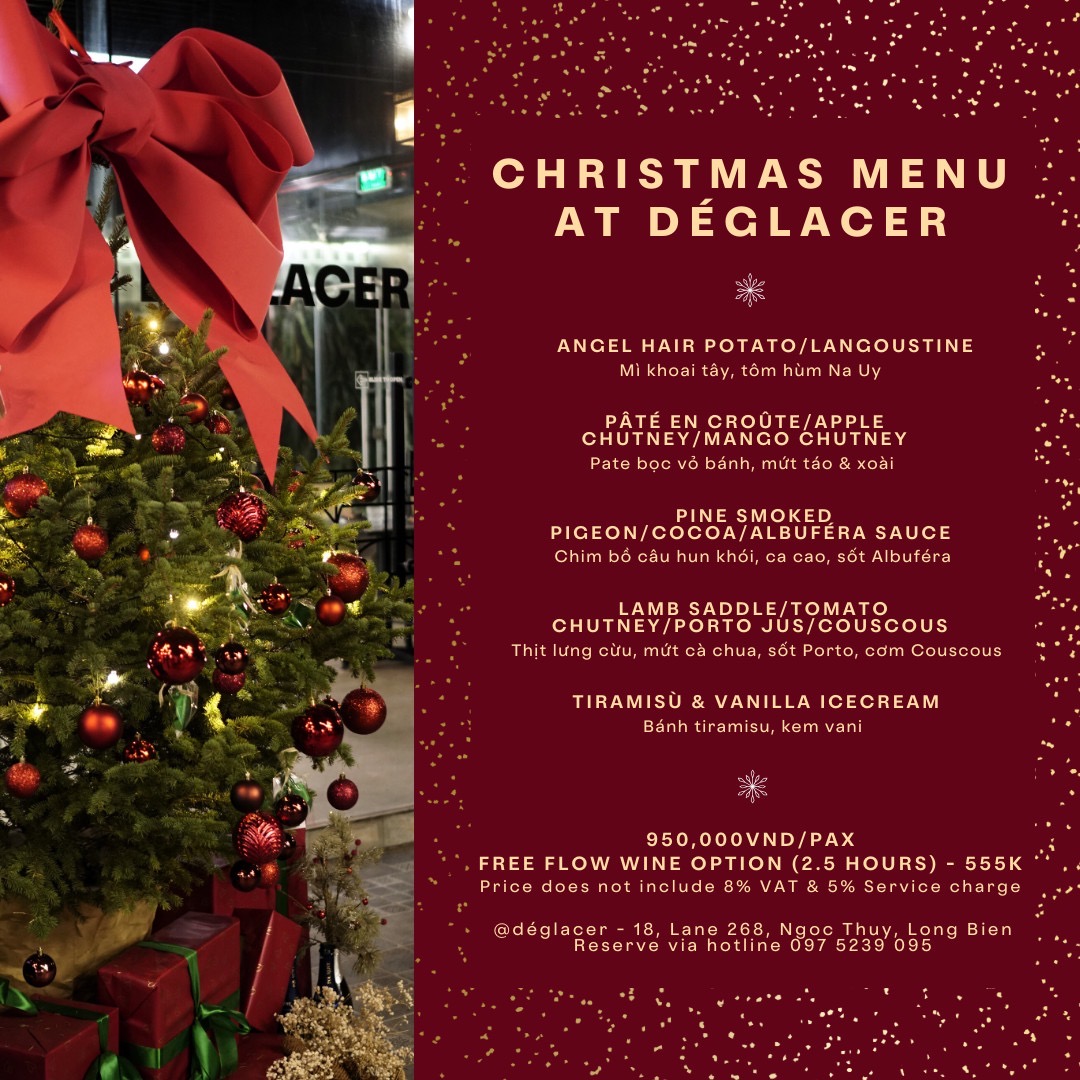 EXIT
LACER
CHRISTMAS MENU
AT DÉGLACER
ANGEL HAIR POTATO/LANGOUSTINE
Mì khoai tây, tôm hùm Na Uy
PÂTÉ EN CROÛTE/APPLE
CHUTNEY/MANGO CHUTNEY
Pate bọc vỏ bánh, mứt táo & xoài
PINE SMOKED
PIGEON/COCOA/ALBUFÉRA SAUCE
Chim bồ câu hun khói, ca cao, sốt Albuféra
LAMB SADDLE/TOMATO
CHUTNEY/PORTO JUS/COUSCOUS
Thịt lưng cừu, mứt cà chua, sốt Porto, cơm Couscous
TIRAMISÙ & VANILLA ICECREAM
Bánh tiramisu, kem vani
950,000VND/PAX
FREE FLOW WINE OPTION (2.5 HOURS) - 555K
Price does not include 8% VAT & 5% Service charge
@déglacer - 18, Lane 268, Ngoc Thuy, Long Bien
Reserve via hotline 097 5239 095